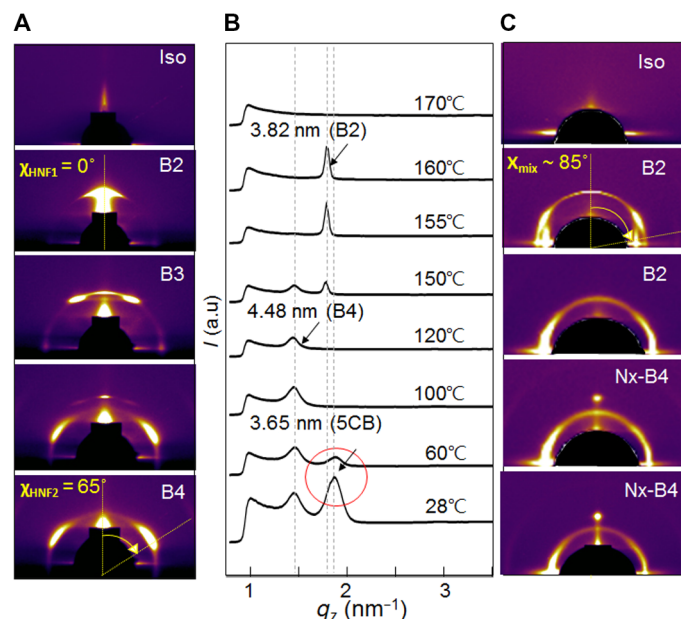 A
B
C
Iso
χHNF1 = 0°
B2
B3
χHNF2 = 65°
B4
I (a.u)
170℃
3.82 nm (B2)
160℃
155℃
150℃
4.48 nm (B4)
120℃
100℃
3.65 nm (5CB)
60℃
28℃
1
2
3
qz (nm−1)
Iso
Xmix ~ 85°
B2
B2
Nx-B4
Nx-B4